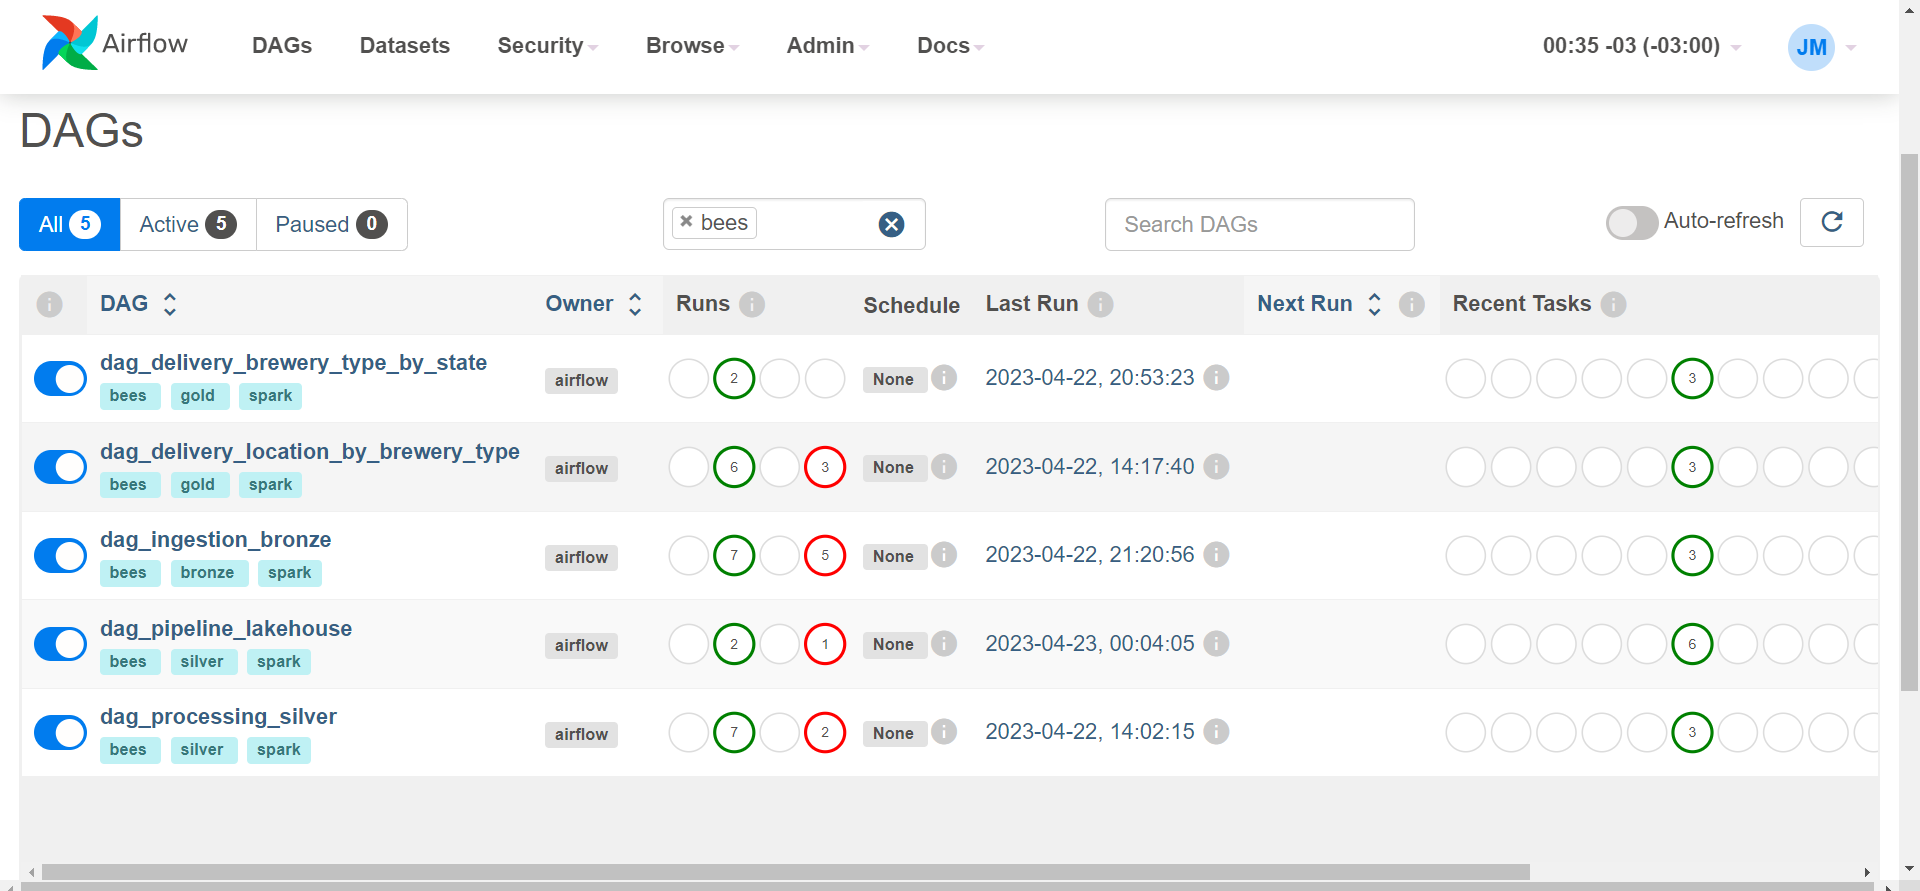 Airflow DAGs Datasets Security Browse Admin Docs 00:35 -03 (-03:00) JM
DAGs
All 5 Active 5 Paused 0 × bees Search DAGs Auto-refresh
DAG Owner Runs Schedule Last Run Next Run Recent Tasks
dag_delivery_brewery_type_by_state
airflow 2 None 2023-04-22, 20:53:23 3
bees gold spark
dag_delivery_location_by_brewery_type
airflow 6 3 None 2023-04-22, 14:17:40 3
bees gold spark
dag_ingestion_bronze
airflow 7 5 None 2023-04-22, 21:20:56 3
bees bronze spark
dag_pipeline_lakehouse
airflow 2 1 None 2023-04-23, 00:04:05 6
bees silver spark
dag_processing_silver
airflow 7 2 None 2023-04-22, 14:02:15 3
bees silver spark